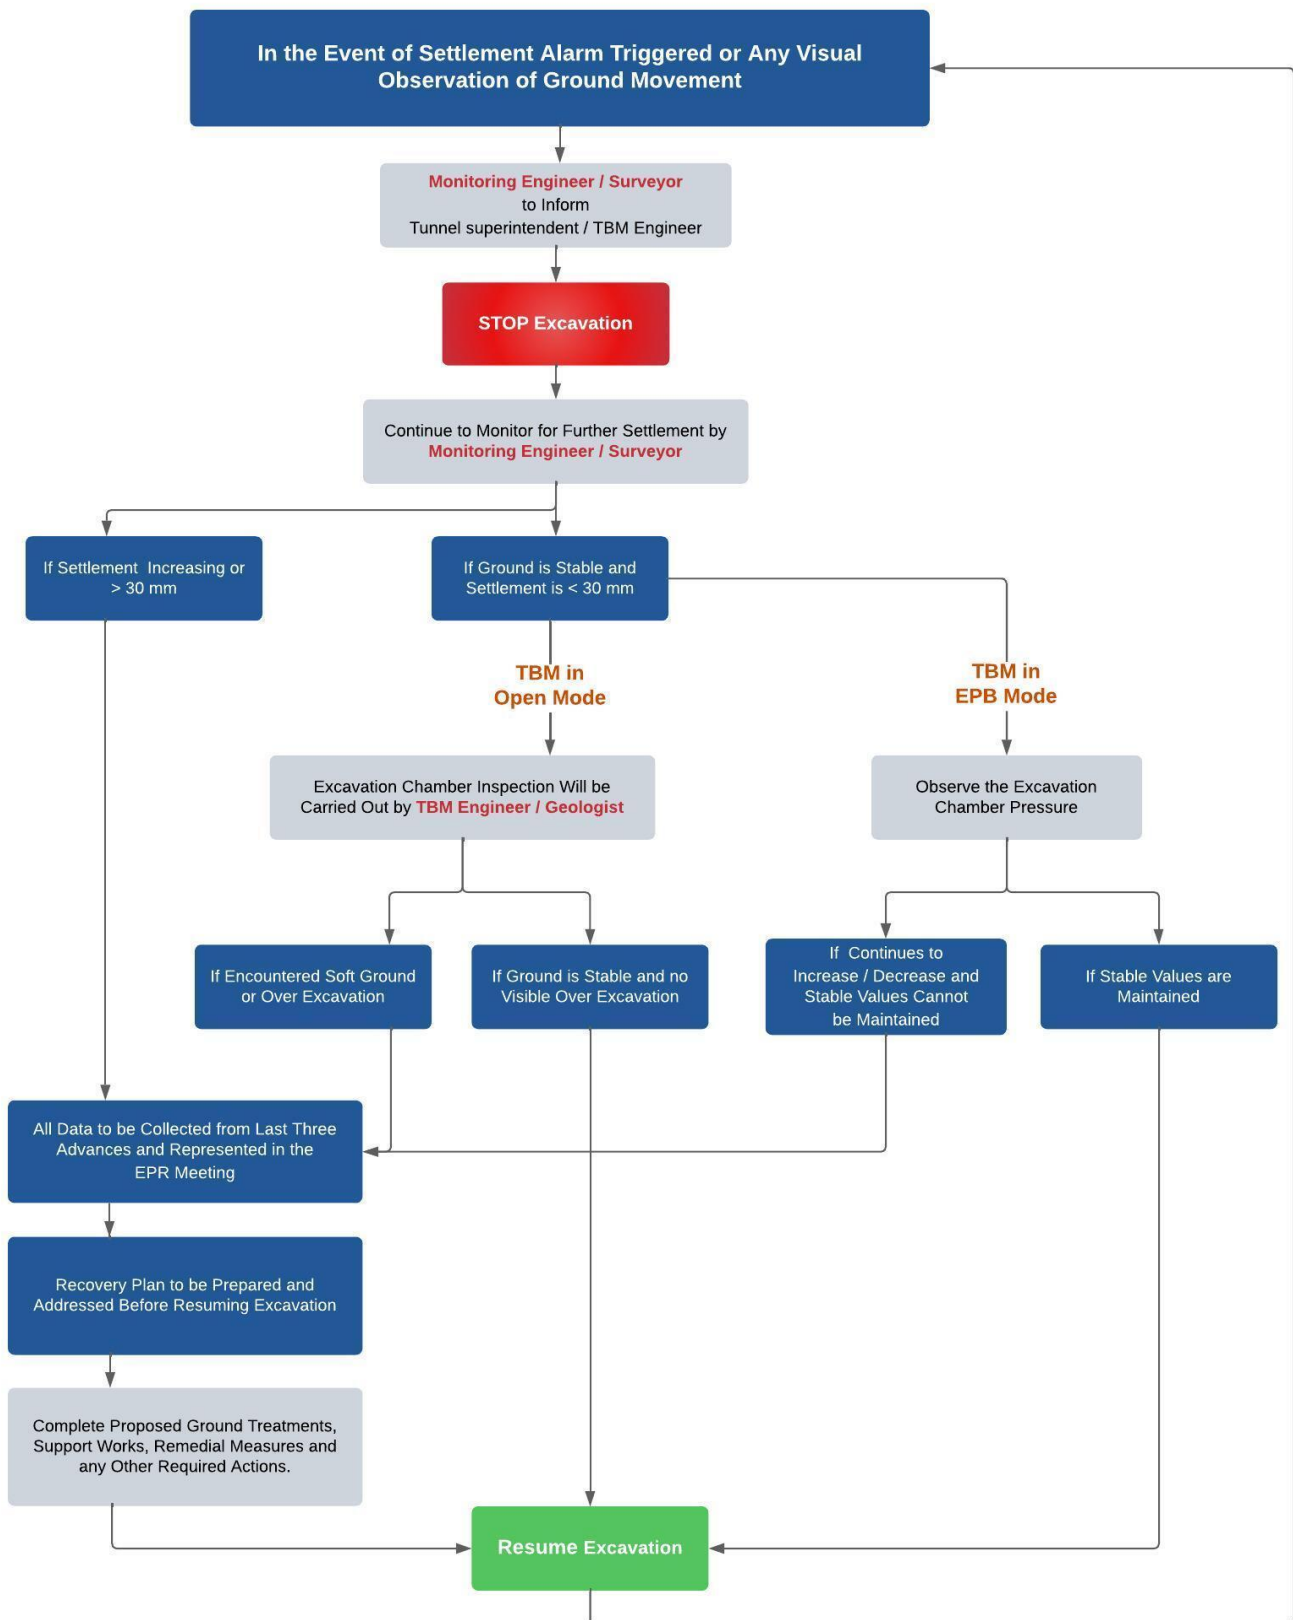 In the Event of Settlement Alarm Triggered or Any Visual
Observation of Ground Movement
Monitoring Engineer / Surveyor
to Inform
Tunnel superintendent / TBM Engineer
STOP Excavation
Continue to Monitor for Further Settlement by
Monitoring Engineer / Surveyor
If Settlement Increasing or
> 30 mm
If Ground is Stable and
Settlement is < 30 mm
TBM in
Open Mode
TBM in
EPB Mode
Excavation Chamber Inspection Will be
Carried Out by TBM Engineer / Geologist
Observe the Excavation
Chamber Pressure
If Encountered Soft Ground
or Over Excavation
If Ground is Stable and no
Visible Over Excavation
If Continues to
Increase / Decrease and
Stable Values Cannot
be Maintained
If Stable Values are
Maintained
All Data to be Collected from Last Three
Advances and Represented in the
EPR Meeting
Recovery Plan to be Prepared and
Addressed Before Resuming Excavation
Complete Proposed Ground Treatments,
Support Works, Remedial Measures and
any Other Required Actions.
Resume Excavation